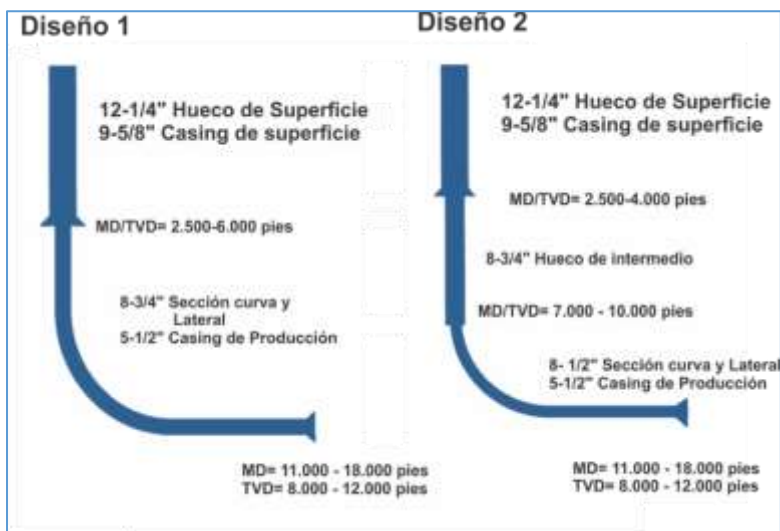 Diseño 1
12-1/4" Hueco de Superficie
9-5/8" Casing de superficie
MD/TVD= 2.500-6.000 pies
8-3/4" Sección curva y
Lateral
5-1/2" Casing de Producción
MD= 11.000 - 18.000 pies
TVD= 8.000 - 12.000 pies
Diseño 2
12-1/4" Hueco de Superficie
9-5/8" Casing de superficie
MD/TVD= 2.500-4.000 pies
8-3/4" Hueco de intermedio
MD/TVD= 7.000 - 10.000 pies
8- 1/2" Sección curva y Lateral
5-1/2" Casing de Producción
MD= 11.000 - 18.000 pies
TVD= 8.000 - 12.000 pies